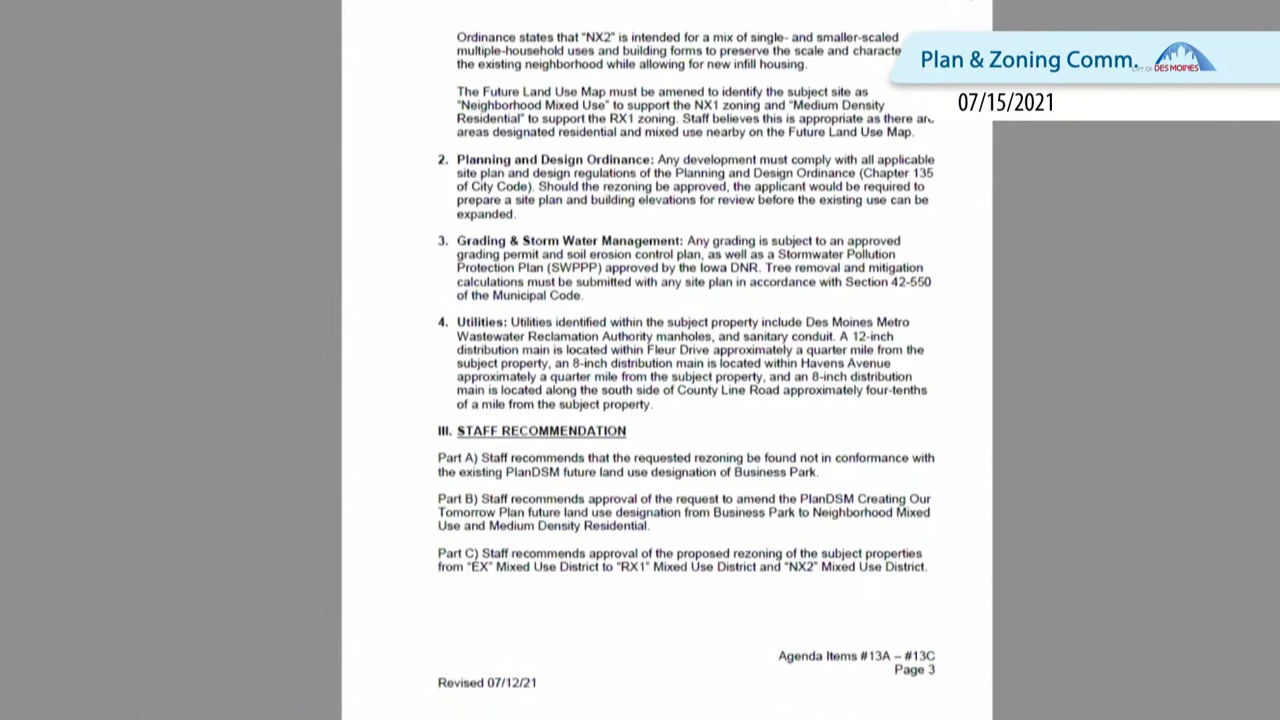 Ordinance states that "NX2" is intended for a mix of single- and smaller-scaled
multiple-household uses and building forms to preserve the scale and characte
the existing neighborhood while allowing for new infill housing.
Plan & Zoning Comm.
CITY OF DES MOINES
07/15/2021
The Future Land Use Map must be amended to identify the subject site as
"Neighborhood Mixed Use" to support the NX1 zoning and "Medium Density
Residential" to support the RX1 zoning. Staff believes this is appropriate as there are
areas designated residential and mixed use nearby on the Future Land Use Map.
2. Planning and Design Ordinance: Any development must comply with all applicable
site plan and design regulations of the Planning and Design Ordinance (Chapter 135
of City Code). Should the rezoning be approved, the applicant would be required to
prepare a site plan and building elevations for review before the existing use can be
expanded.
3. Grading & Storm Water Management: Any grading is subject to an approved
grading permit and soil erosion control plan, as well as a Stormwater Pollution
Protection Plan (SWPPP) approved by the Iowa DNR. Tree removal and mitigation
calculations must be submitted with any site plan in accordance with Section 42-550
of the Municipal Code.
4. Utilities: Utilities identified within the subject property include Des Moines Metro
Wastewater Reclamation Authority manholes, and sanitary conduit. A 12-inch
distribution main is located within Fleur Drive approximately a quarter mile from the
subject property, an 8-inch distribution main is located within Havens Avenue
approximately a quarter mile from the subject property, and an 8-inch distribution
main is located along the south side of County Line Road approximately four-tenths
of a mile from the subject property.
III. STAFF RECOMMENDATION
Part A) Staff recommends that the requested rezoning be found not in conformance with
the existing PlanDSM future land use designation of Business Park.
Part B) Staff recommends approval of the request to amend the PlanDSM Creating Our
Tomorrow Plan future land use designation from Business Park to Neighborhood Mixed
Use and Medium Density Residential.
Part C) Staff recommends approval of the proposed rezoning of the subject properties
from "EX" Mixed Use District to "RX1" Mixed Use District and "NX2" Mixed Use District.
Agenda Items #13A – #13C
Page 3
Revised 07/12/21